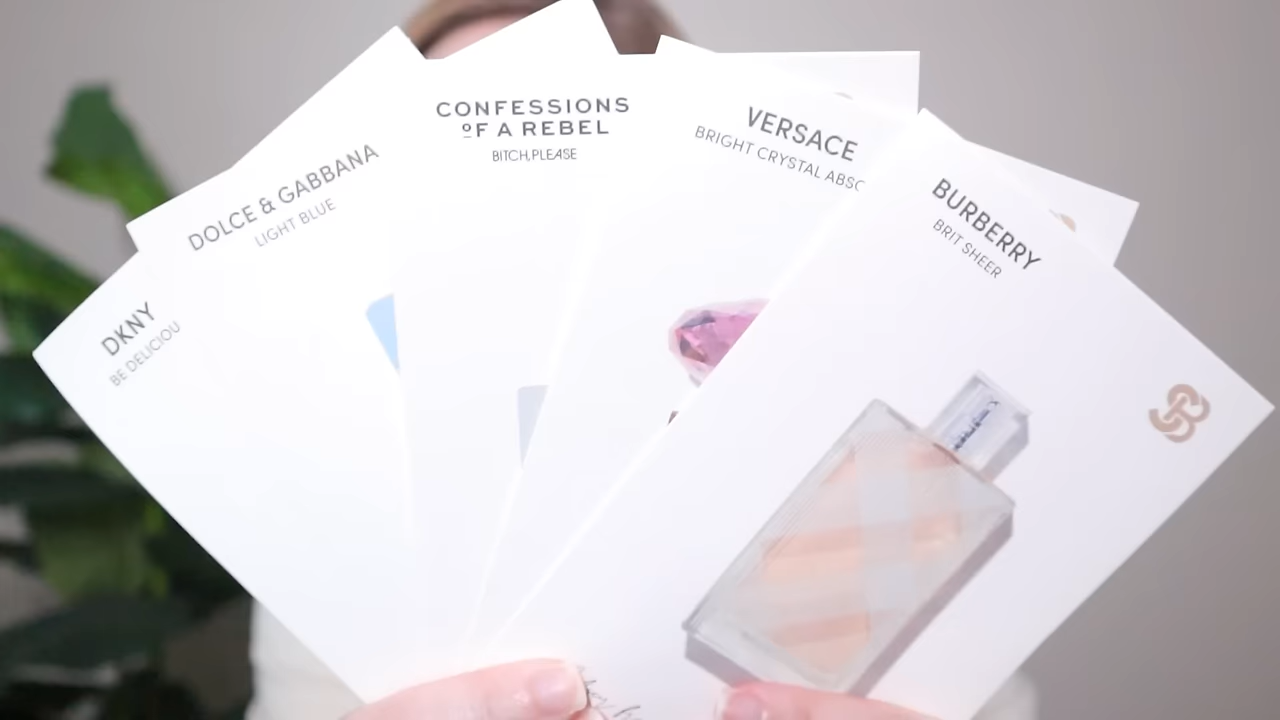 DKNY
BE DELICIOU
DOLCE & GABBANA
LIGHT BLUE
CONFESSIONS
OF A REBEL
BITCH, PLEASE
VERSACE
BRIGHT CRYSTAL ABSO
BURBERRY
BRIT SHEER